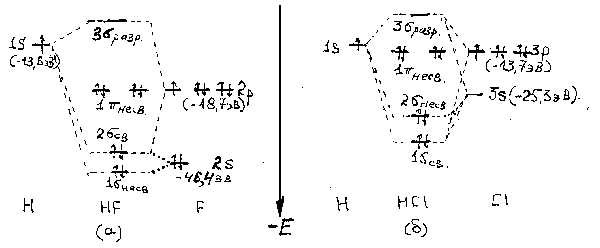 3σразр.
1S
(-13,6эВ)
1πнесв.
2p
(-18,7эВ)
2σсв
2S
-46,4эв
1σнесв
H HF F
(а)
-E
3σразр.
1S
3p
(-13,7эВ)
1πнесв.
3s(-25,3эВ).
2σнесв
1σсв.
H HCl Cl
(б)